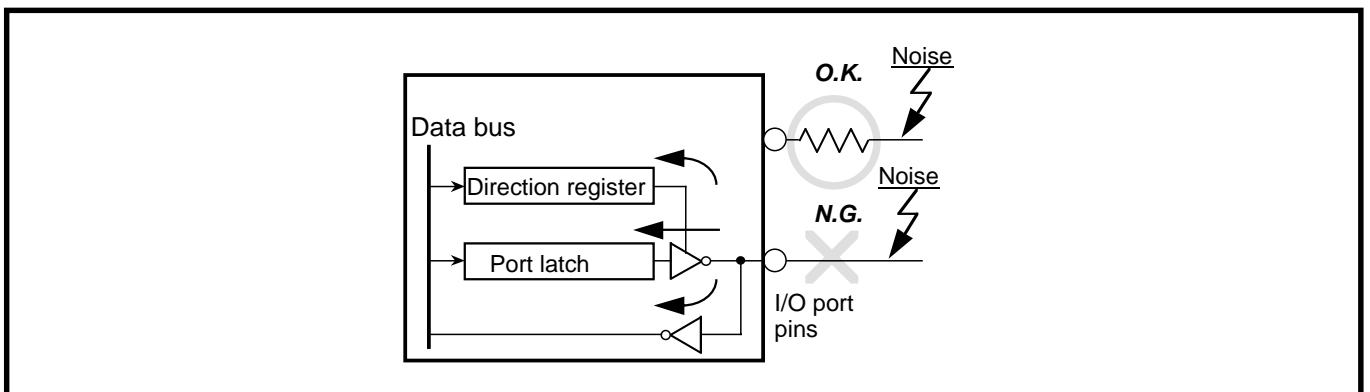 Noise
O.K.
Data bus
Noise
Direction register
N.G.
Port latch
I/O port
pins